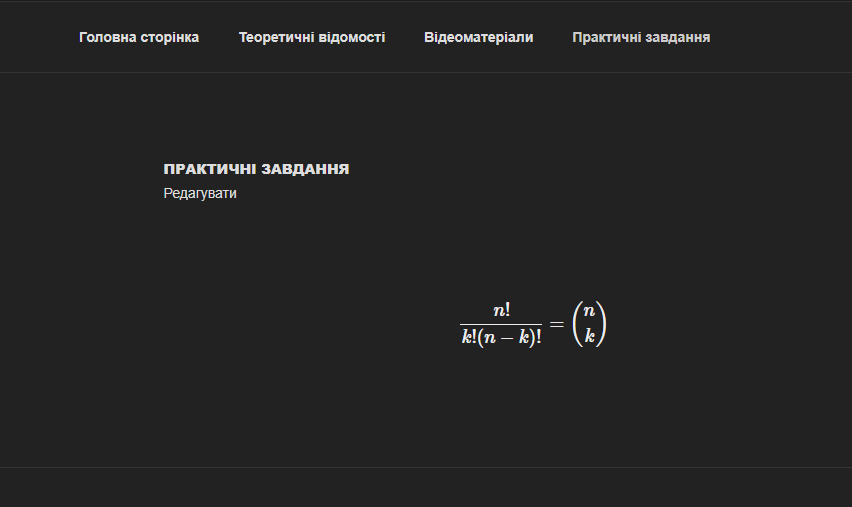 Головна сторінка Теоретичні відомості Відеоматеріали Практичні завдання
ПРАКТИЧНІ ЗАВДАННЯ
Редагувати
n!
k!(n − k)! = (n k)